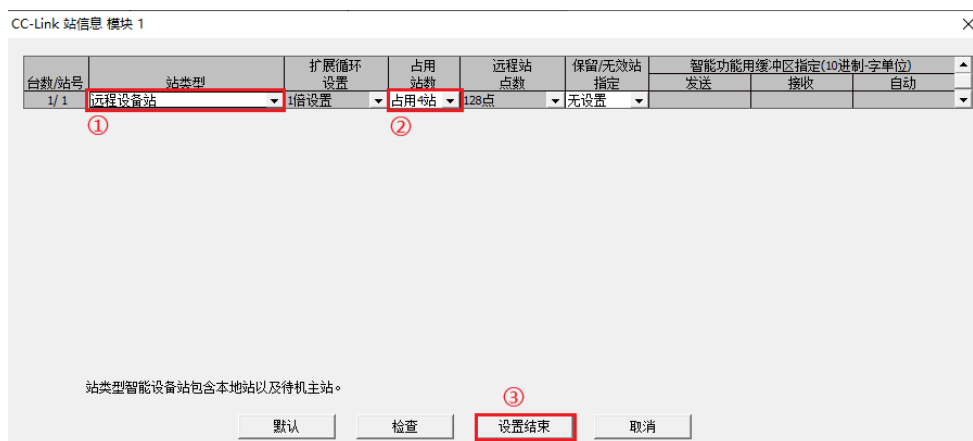 CC-Link 站信息 模块 1
台数/站号 站类型 扩展循环设置 占用站数 远程站点数 保留/无效站指定 智能功能用缓冲区指定(10进制-字单位)
发送 接收 自动
1/ 1 远程设备站 1倍设置 占用4站 128点 无设置
① ②
站类型智能设备站包含本地站以及待机主站。
③
默认 检查 设置结束 取消